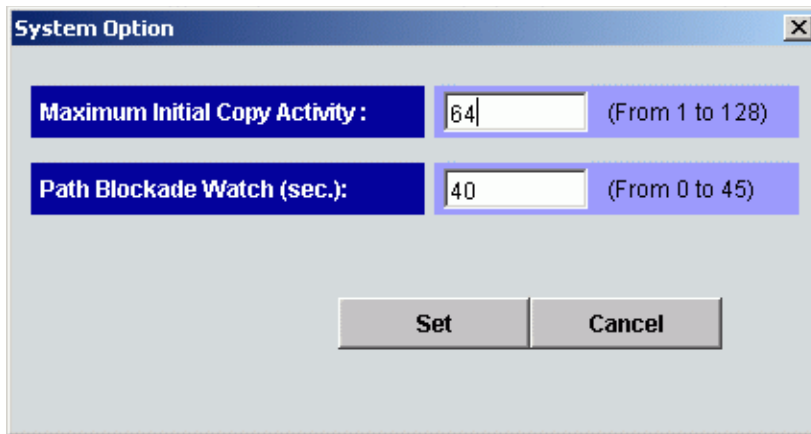 System Option
Maximum Initial Copy Activity : 64 (From 1 to 128)
Path Blockade Watch (sec.): 40 (From 0 to 45)
Set Cancel